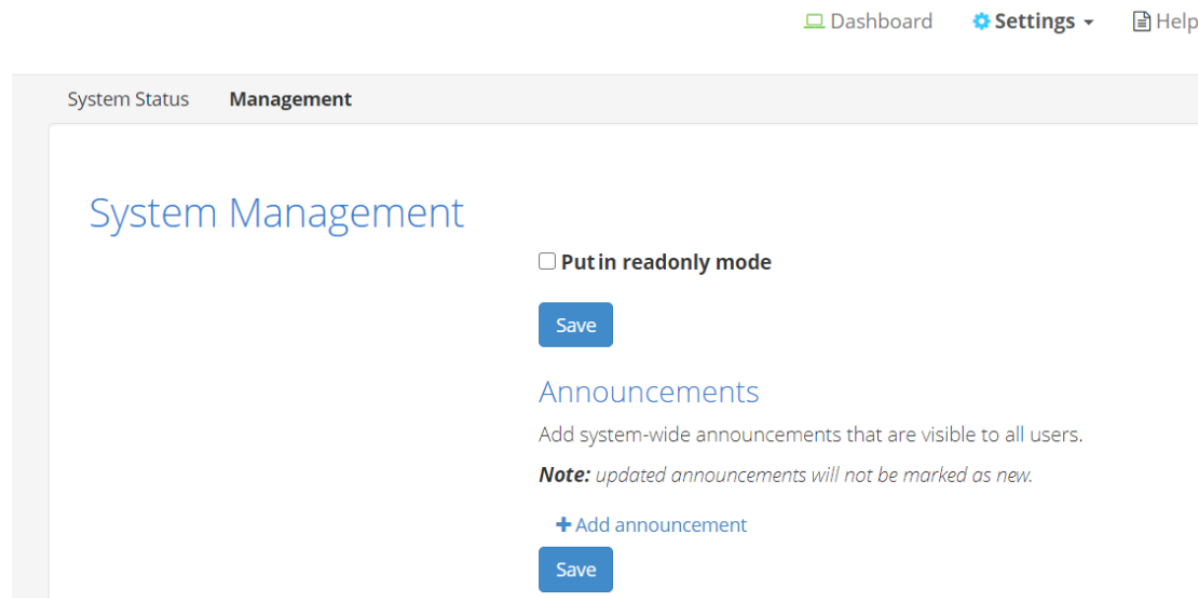 Dashboard Settings Help
System Status Management
System Management
Put in readonly mode
Save
Announcements
Add system-wide announcements that are visible to all users.
Note: updated announcements will not be marked as new.
+ Add announcement
Save